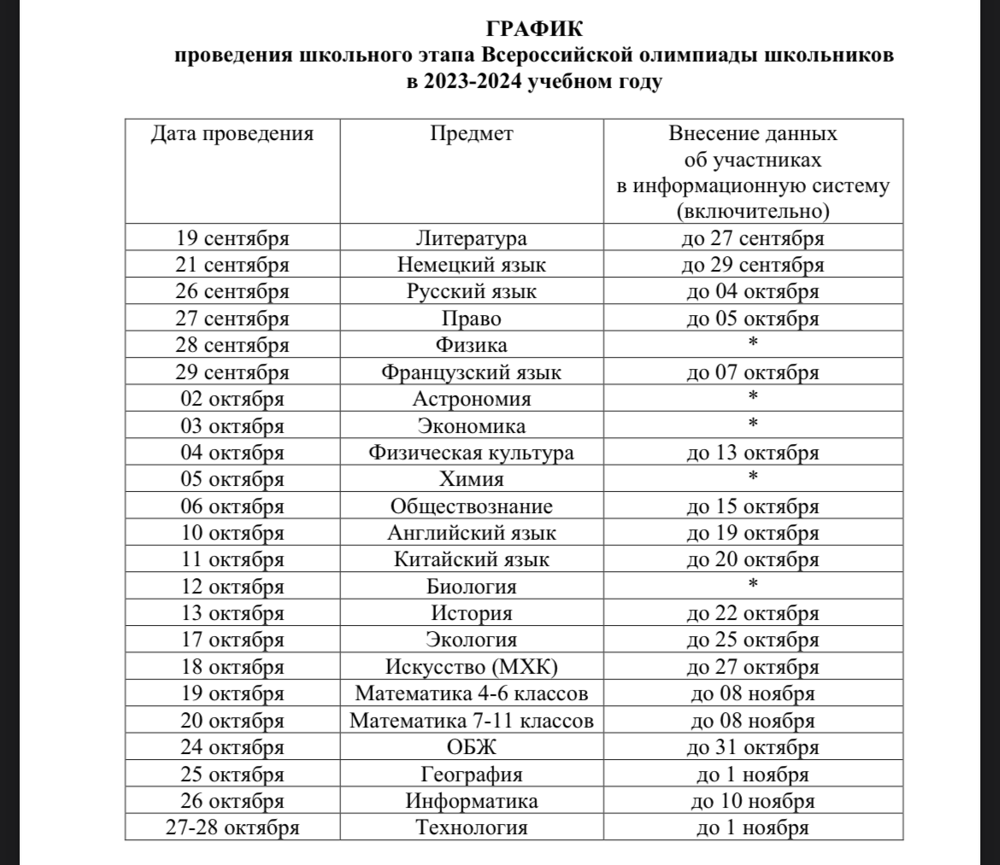 ГРАФИК
проведения школьного этапа Всероссийской олимпиады школьников
в 2023-2024 учебном году
Дата проведения Предмет Внесение данных
об участниках
в информационную систему
(включительно)
19 сентября Литература до 27 сентября
21 сентября Немецкий язык до 29 сентября
26 сентября Русский язык до 04 октября
27 сентября Право до 05 октября
28 сентября Физика *
29 сентября Французский язык до 07 октября
02 октября Астрономия *
03 октября Экономика *
04 октября Физическая культура до 13 октября
05 октября Химия *
06 октября Обществознание до 15 октября
10 октября Английский язык до 19 октября
11 октября Китайский язык до 20 октября
12 октября Биология *
13 октября История до 22 октября
17 октября Экология до 25 октября
18 октября Искусство (МХК) до 27 октября
19 октября Математика 4-6 классов до 08 ноября
20 октября Математика 7-11 классов до 08 ноября
24 октября ОБЖ до 31 октября
25 октября География до 1 ноября
26 октября Информатика до 10 ноября
27-28 октября Технология до 1 ноября